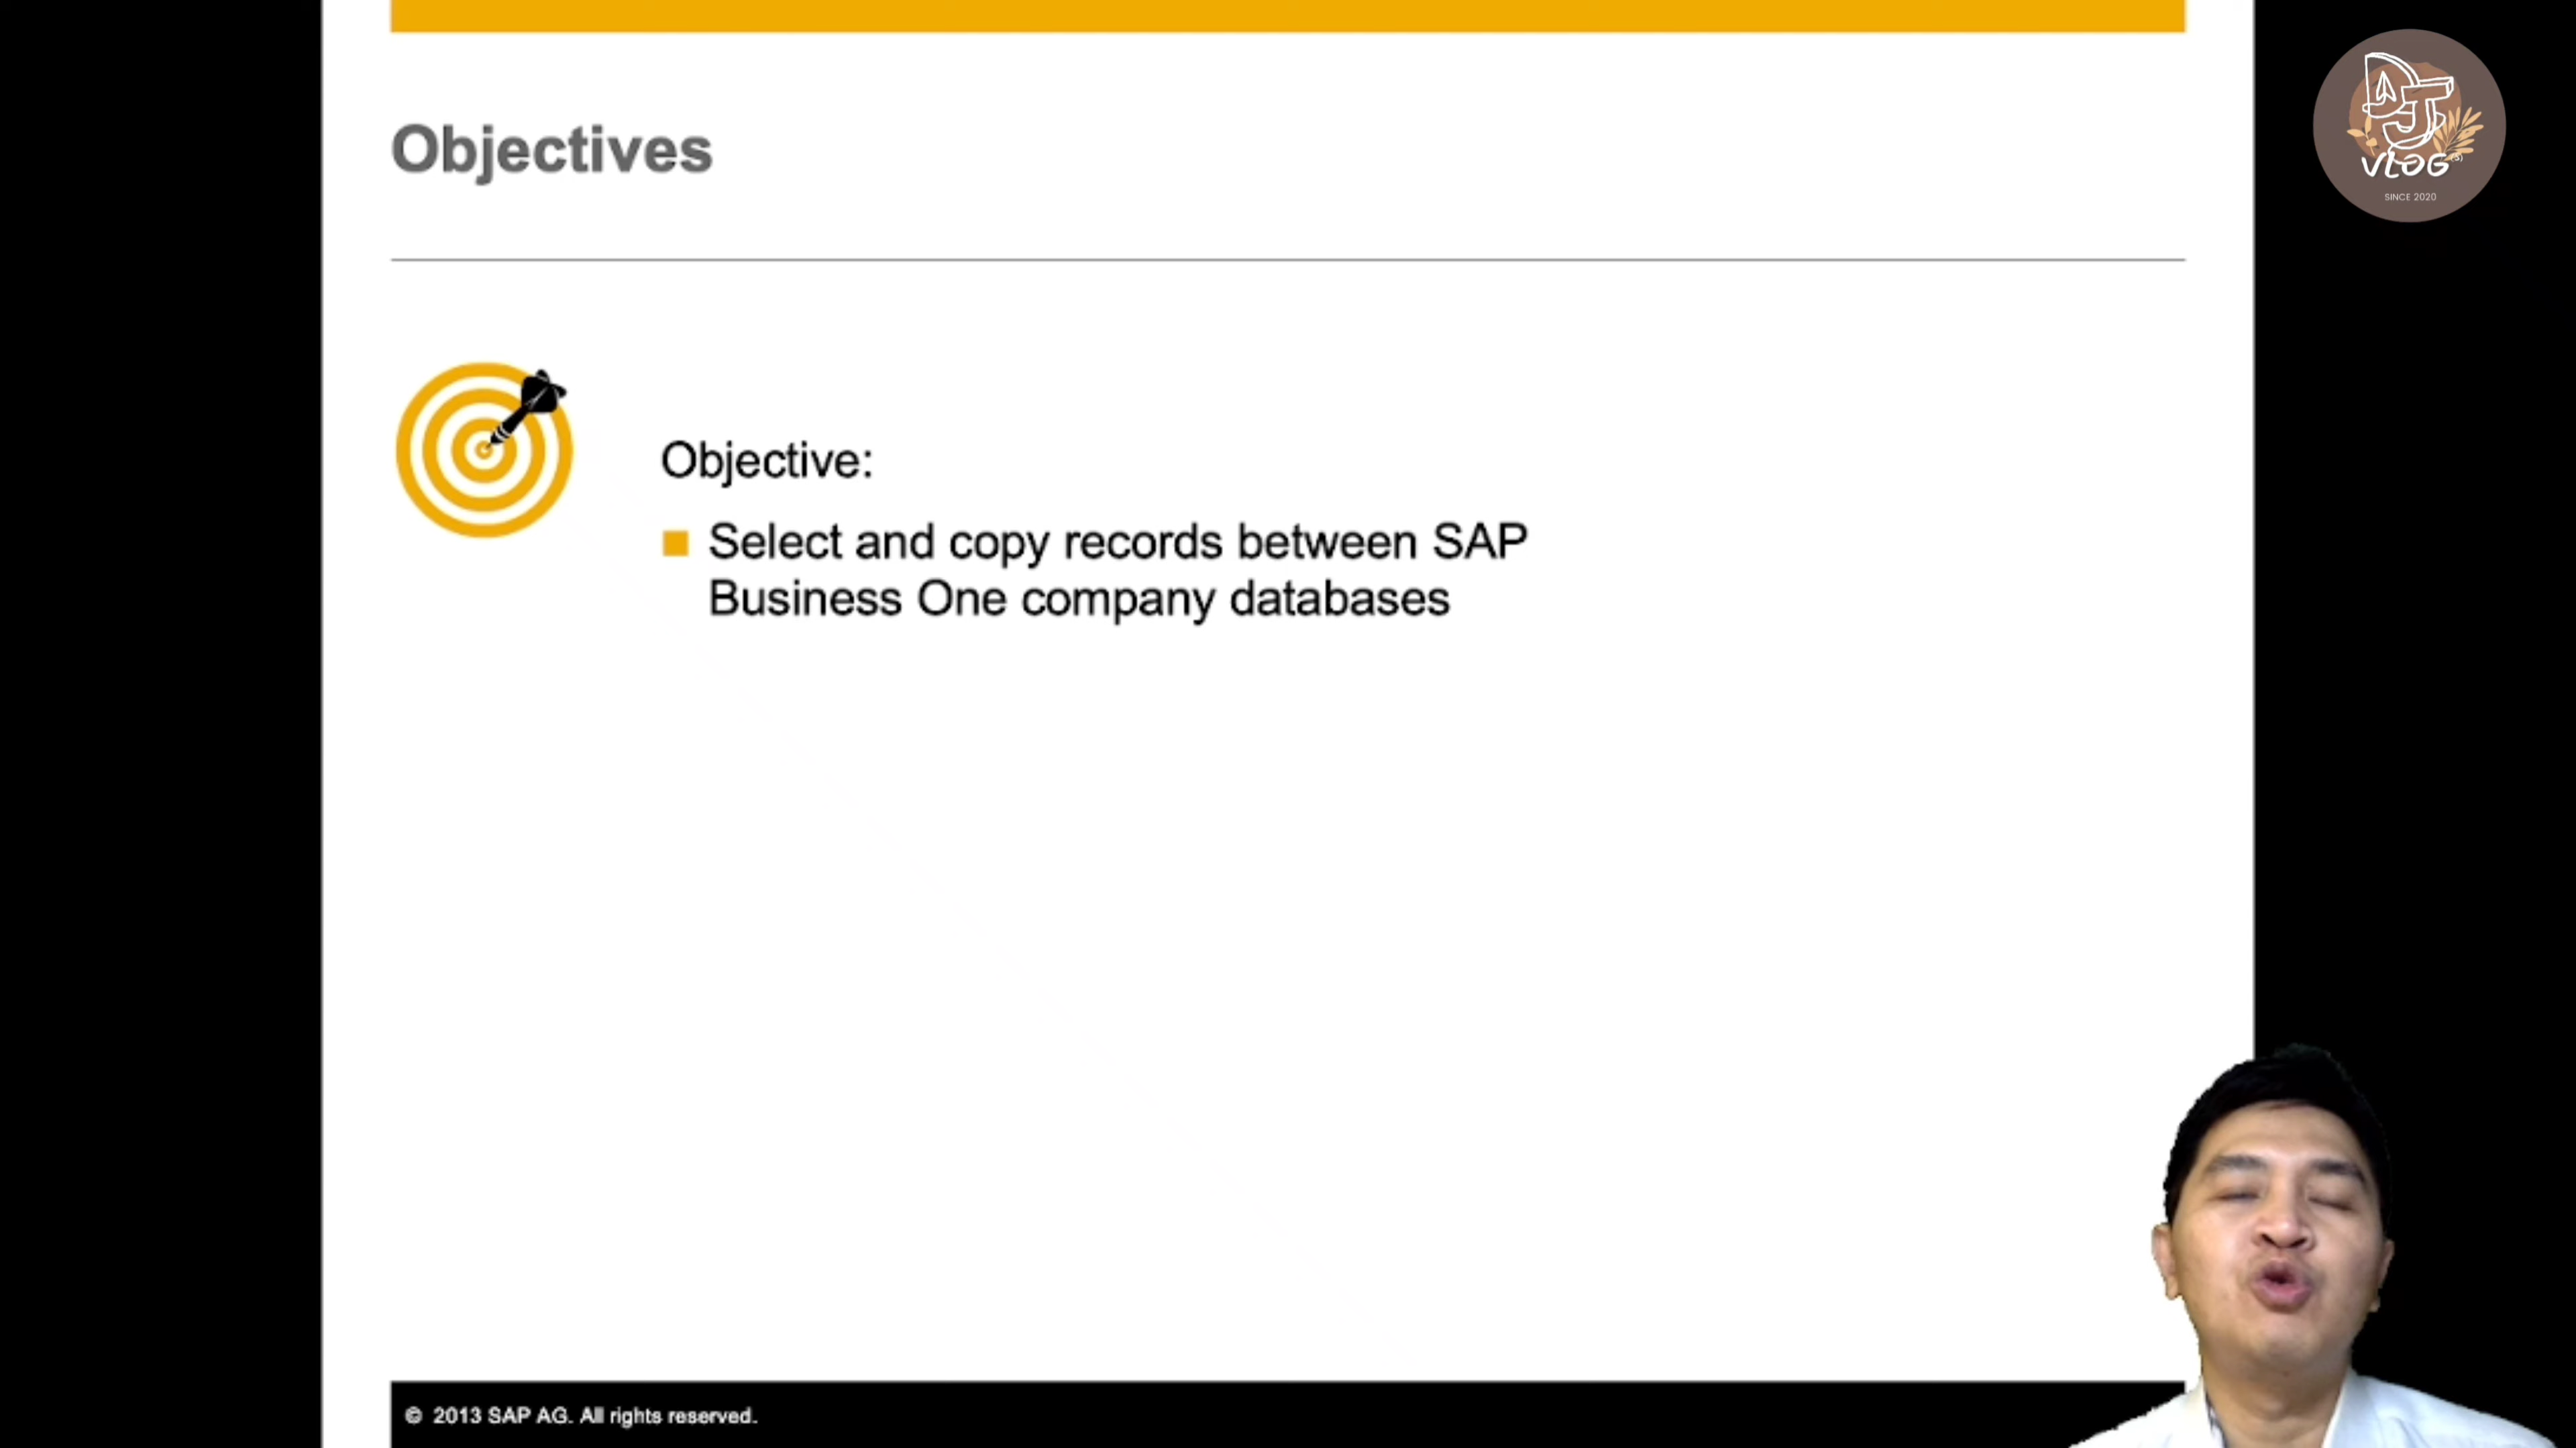 Objectives
Objective:
Select and copy records between SAP
Business One company databases
© 2013 SAP AG. All rights reserved.
DJ
VLOG(s)
SINCE 2020